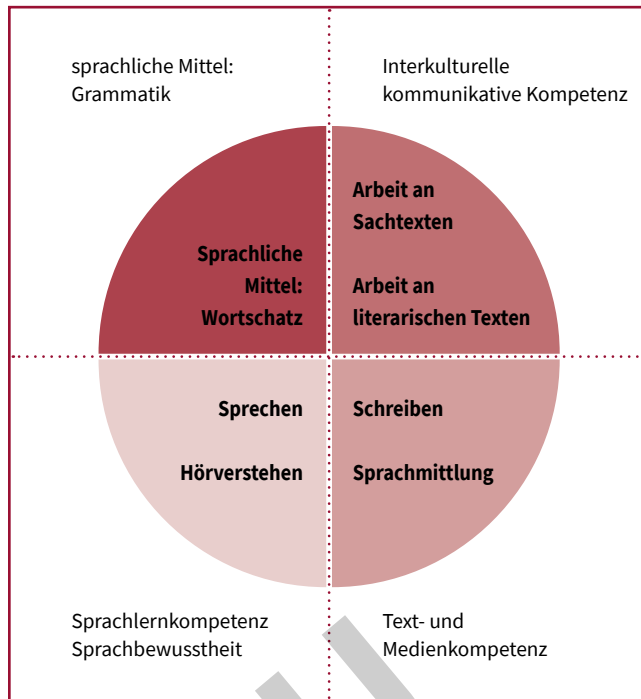 sprachliche Mittel:
Grammatik
Interkulturelle
kommunikative Kompetenz
Sprachliche
Mittel:
Wortschatz
Arbeit an
Sachtexten
Arbeit an
literarischen Texten
Sprechen
Hörverstehen
Schreiben
Sprachmittlung
Sprachlernkompetenz
Sprachbewusstheit
Text- und
Medienkompetenz